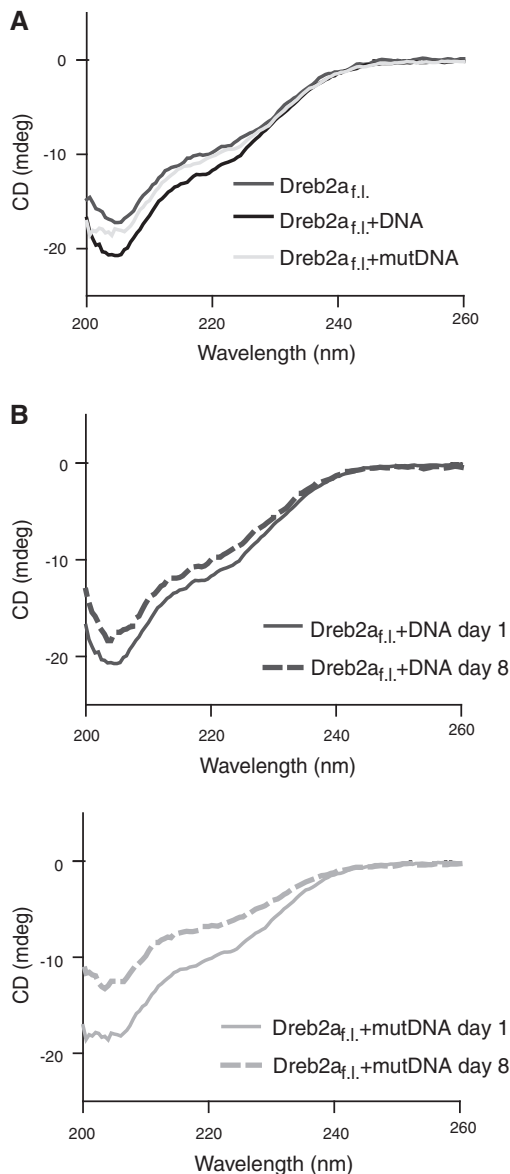 A
CD (mdeg)
0
-10
-20
Dreb2af.l.
Dreb2af.l.+DNA
Dreb2af.l.+mutDNA
200
220
240
260
Wavelength (nm)
B
CD (mdeg)
0
-10
-20
Dreb2af.l.+DNA day 1
Dreb2af.l.+DNA day 8
200
220
240
260
Wavelength (nm)
CD (mdeg)
0
-10
-20
Dreb2af.l.+mutDNA day 1
Dreb2af.l.+mutDNA day 8
200
220
240
260
Wavelength (nm)